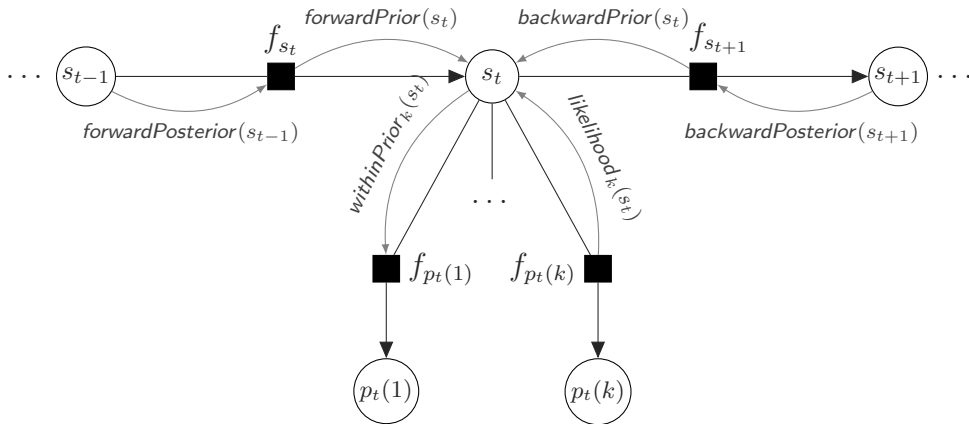 forwardPrior(s_t)
backwardPrior(s_t)
f_{s_t}
f_{s_{t+1}}
··· s_{t−1}
s_t
s_{t+1} ···
forwardPosterior(s_{t−1})
backwardPosterior(s_{t+1})
withinPrior_k(s_t)
likelihood_k(s_t)
···
f_{p_t(1)}
f_{p_t(k)}
p_t(1)
p_t(k)